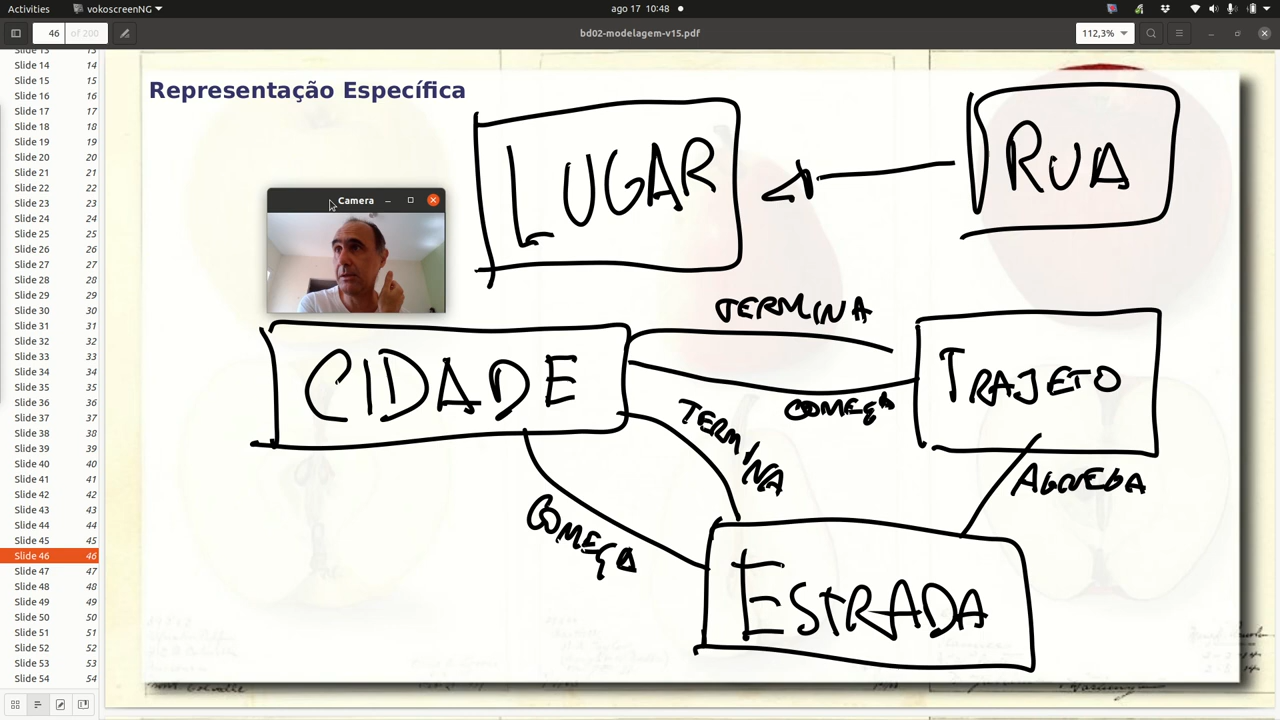 Activities
vokoscreenNG
ago 17 10:48
46 of 200
bd02-modelagem-v15.pdf
112,3%
Slide 13 13
Slide 14 14
Slide 15 15
Slide 16 16
Slide 17 17
Slide 18 18
Slide 19 19
Slide 20 20
Slide 21 21
Slide 22 22
Slide 23 23
Slide 24 24
Slide 25 25
Slide 26 26
Slide 27 27
Slide 28 28
Slide 29 29
Slide 30 30
Slide 31 31
Slide 32 32
Slide 33 33
Slide 34 34
Slide 35 35
Slide 36 36
Slide 37 37
Slide 38 38
Slide 39 39
Slide 40 40
Slide 41 41
Slide 42 42
Slide 43 43
Slide 44 44
Slide 45 45
Slide 46 46
Slide 47 47
Slide 48 48
Slide 49 49
Slide 50 50
Slide 51 51
Slide 52 52
Slide 53 53
Slide 54 54
Representação Específica
LUGAR
RUA
Camera
TERMINA
CIDADE
TRAJETO
COMEÇA
TERMINA
AGREGA
COMEÇA
ESTRADA